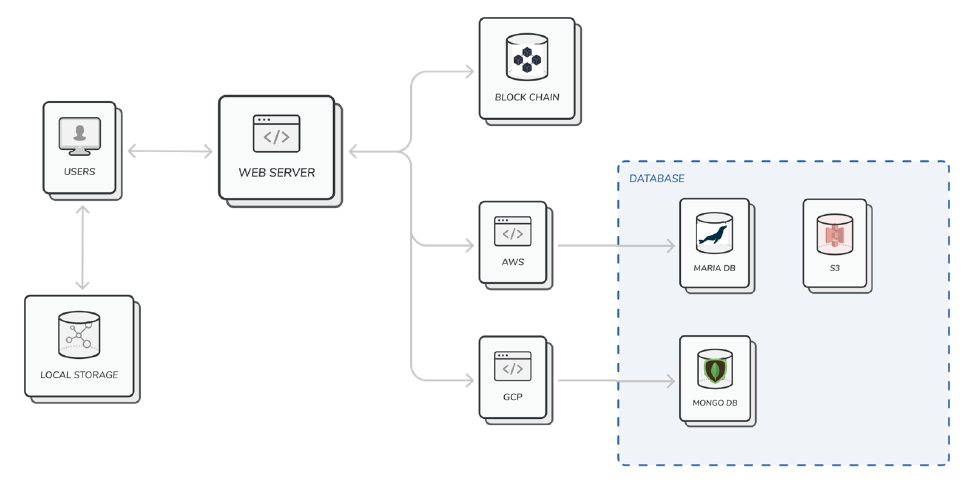 BLOCK CHAIN
USERS
WEB SERVER
DATABASE
AWS
MARIA DB
S3
LOCAL STORAGE
GCP
MONGO DB